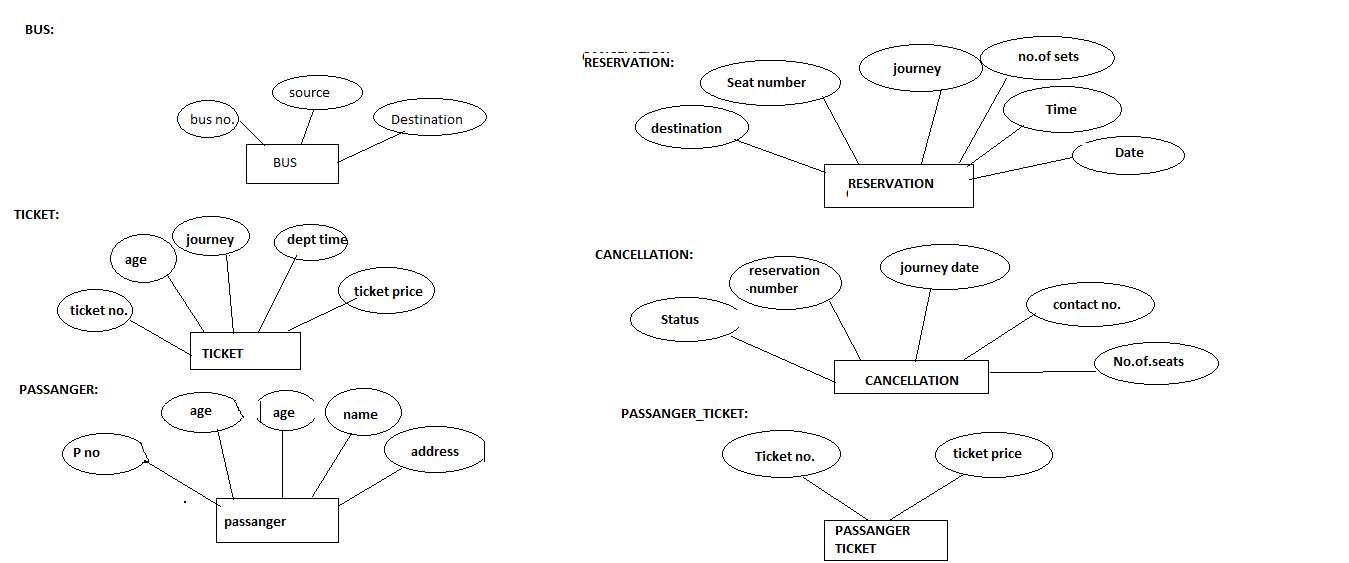 BUS:
bus no.
source
Destination
BUS
TICKET:
ticket no.
age
journey
dept time
ticket price
TICKET
PASSANGER:
P no
age
age
name
address
passanger
RESERVATION:
destination
Seat number
journey
no.of sets
Time
Date
RESERVATION
CANCELLATION:
Status
reservation
number
journey date
contact no.
No.of.seats
CANCELLATION
PASSANGER_TICKET:
Ticket no.
ticket price
PASSANGER
TICKET